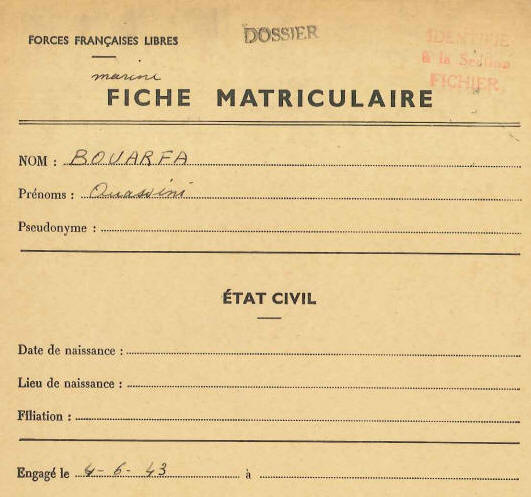 FORCES FRANÇAISES LIBRES
DOSSIER
IDENTIFIÉ
à la Section
FICHIER
marine
FICHE MATRICULAIRE
NOM : BOUARFA
Prénoms : Ouassini
Pseudonyme :
ÉTAT CIVIL
Date de naissance :
Lieu de naissance :
Filiation :
Engagé le 4-6-43 à